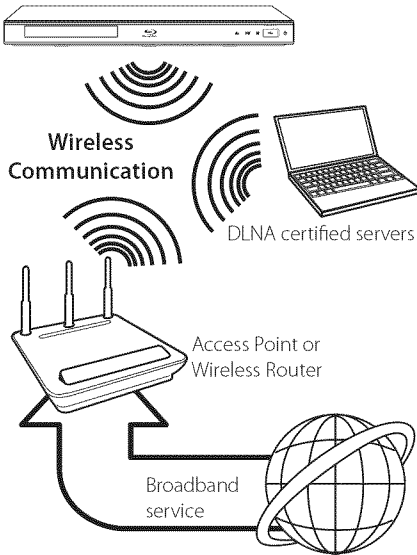 Wireless
Communication
DLNA certified servers
Access Point or
Wireless Router
Broadband
service